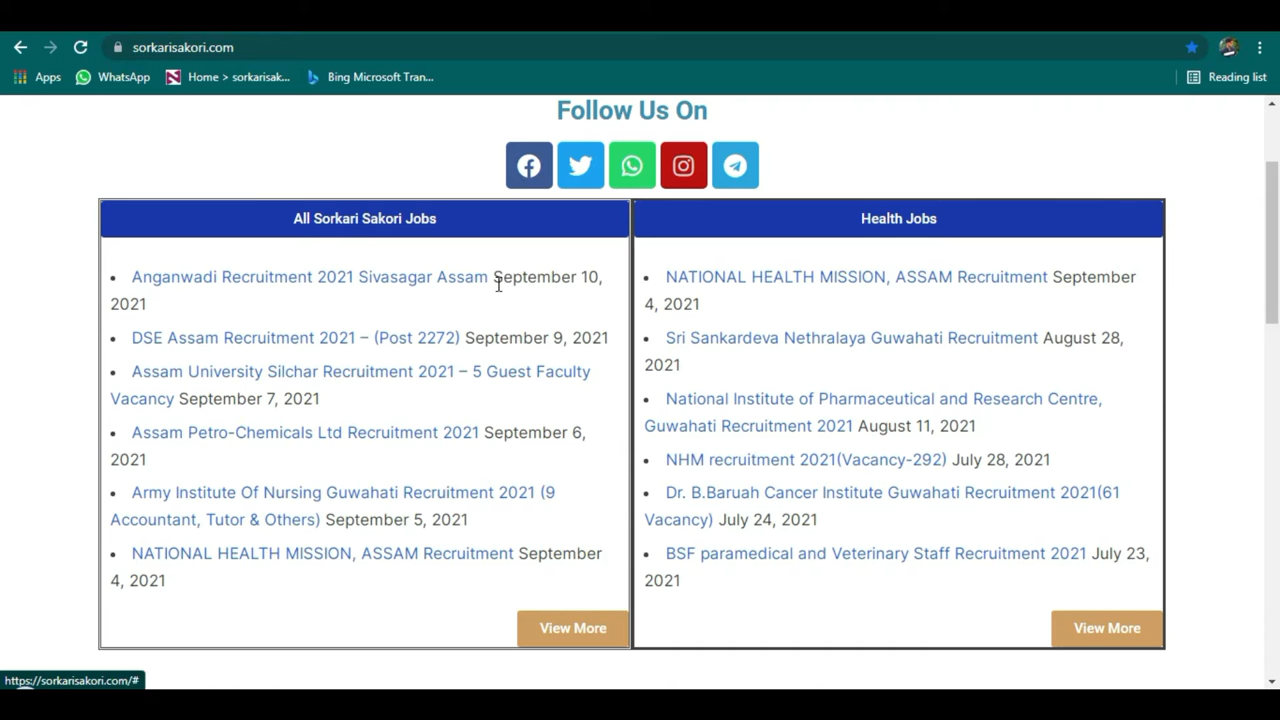 sorkarisakori.com
Apps WhatsApp Home > sorkarisak... Bing Microsoft Tran... Reading list
Follow Us On
All Sorkari Sakori Jobs
Anganwadi Recruitment 2021 Sivasagar Assam September 10,
2021
DSE Assam Recruitment 2021 – (Post 2272) September 9, 2021
Assam University Silchar Recruitment 2021 – 5 Guest Faculty
Vacancy September 7, 2021
Assam Petro-Chemicals Ltd Recruitment 2021 September 6,
2021
Army Institute Of Nursing Guwahati Recruitment 2021 (9
Accountant, Tutor & Others) September 5, 2021
NATIONAL HEALTH MISSION, ASSAM Recruitment September
4, 2021
View More
Health Jobs
NATIONAL HEALTH MISSION, ASSAM Recruitment September
4, 2021
Sri Sankardeva Nethralaya Guwahati Recruitment August 28,
2021
National Institute of Pharmaceutical and Research Centre,
Guwahati Recruitment 2021 August 11, 2021
NHM recruitment 2021(Vacancy-292) July 28, 2021
Dr. B.Baruah Cancer Institute Guwahati Recruitment 2021(61
Vacancy) July 24, 2021
BSF paramedical and Veterinary Staff Recruitment 2021 July 23,
2021
View More
https://sorkarisakori.com/#